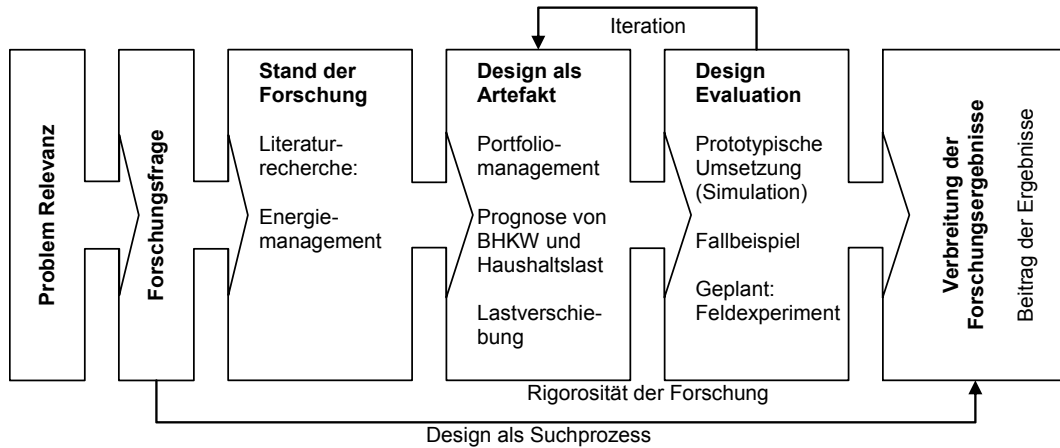 Iteration
Problem Relevanz
Forschungsfrage
Stand der
Forschung
Literatur-
recherche:
Energie-
management
Design als
Artefakt
Portfolio-
management
Prognose von
BHKW und
Haushaltslast
Lastverschie-
bung
Design
Evaluation
Prototypische
Umsetzung
(Simulation)
Fallbeispiel
Geplant:
Feldexperiment
Verbreitung der
Forschungsergebnisse
Beitrag der Ergebnisse
Rigorosität der Forschung
Design als Suchprozess